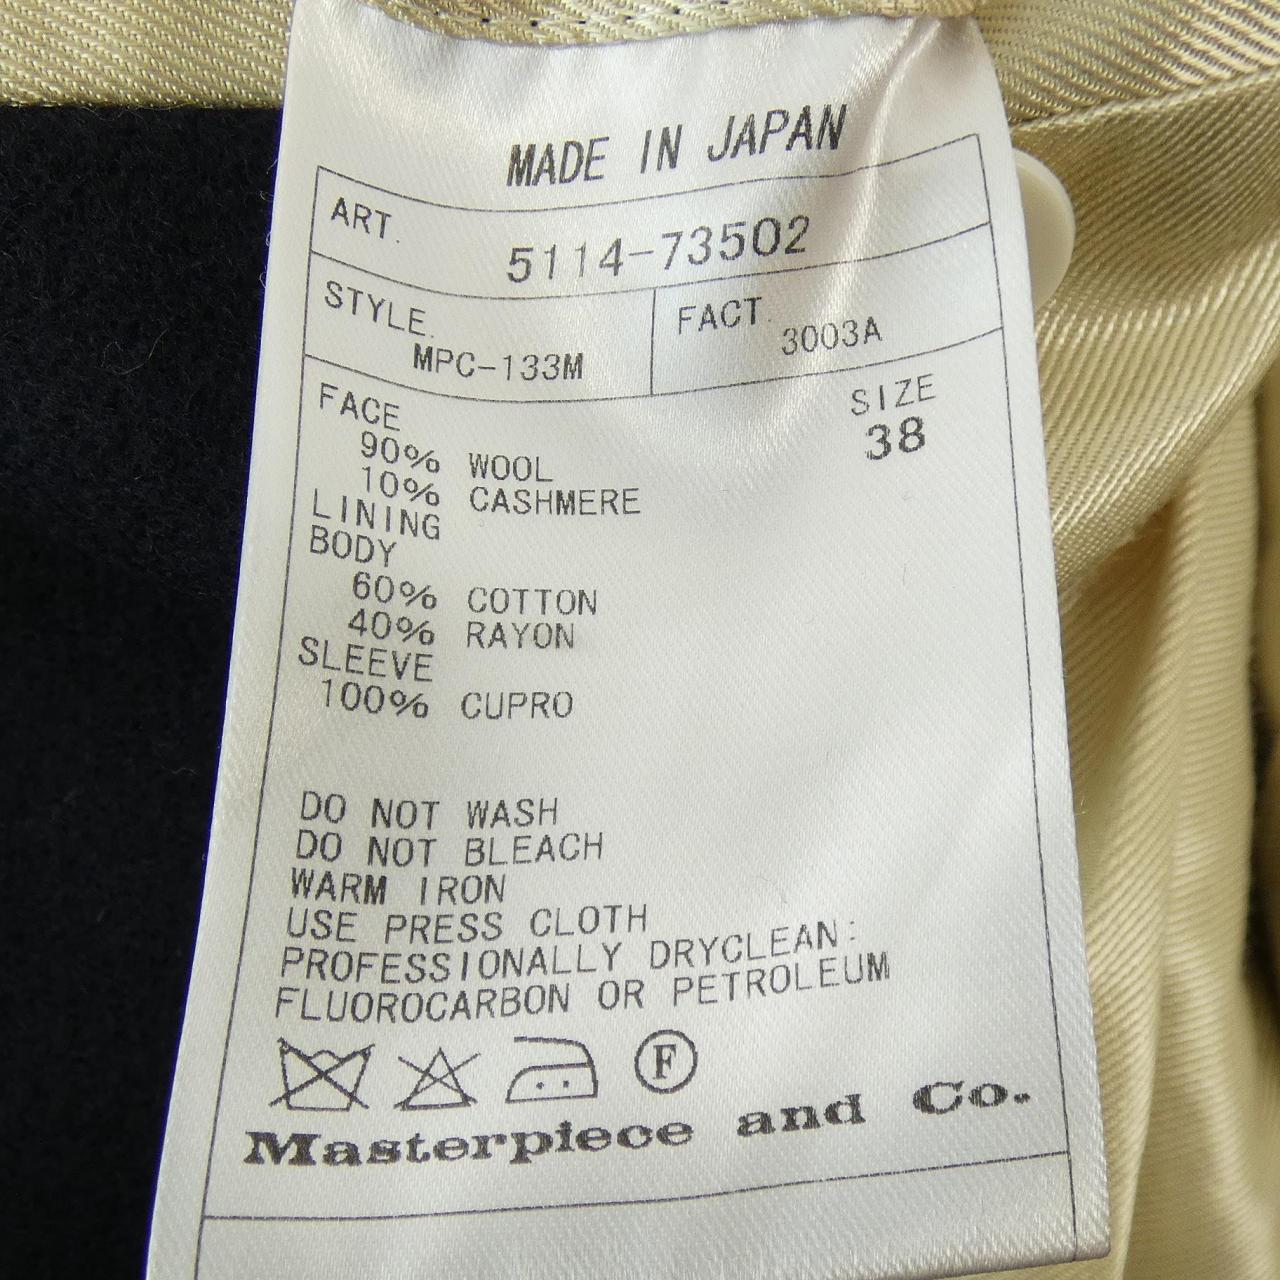 MADE IN JAPAN
ART. 5114-73502
STYLE. MPC-133M
FACT. 3003A
SIZE
38
FACE
90% WOOL
10% CASHMERE
LINING
BODY
60% COTTON
40% RAYON
SLEEVE
100% CUPRO
DO NOT WASH
DO NOT BLEACH
WARM IRON
USE PRESS CLOTH
PROFESSIONALLY DRYCLEAN:
FLUOROCARBON OR PETROLEUM
F
Masterpiece and Co.